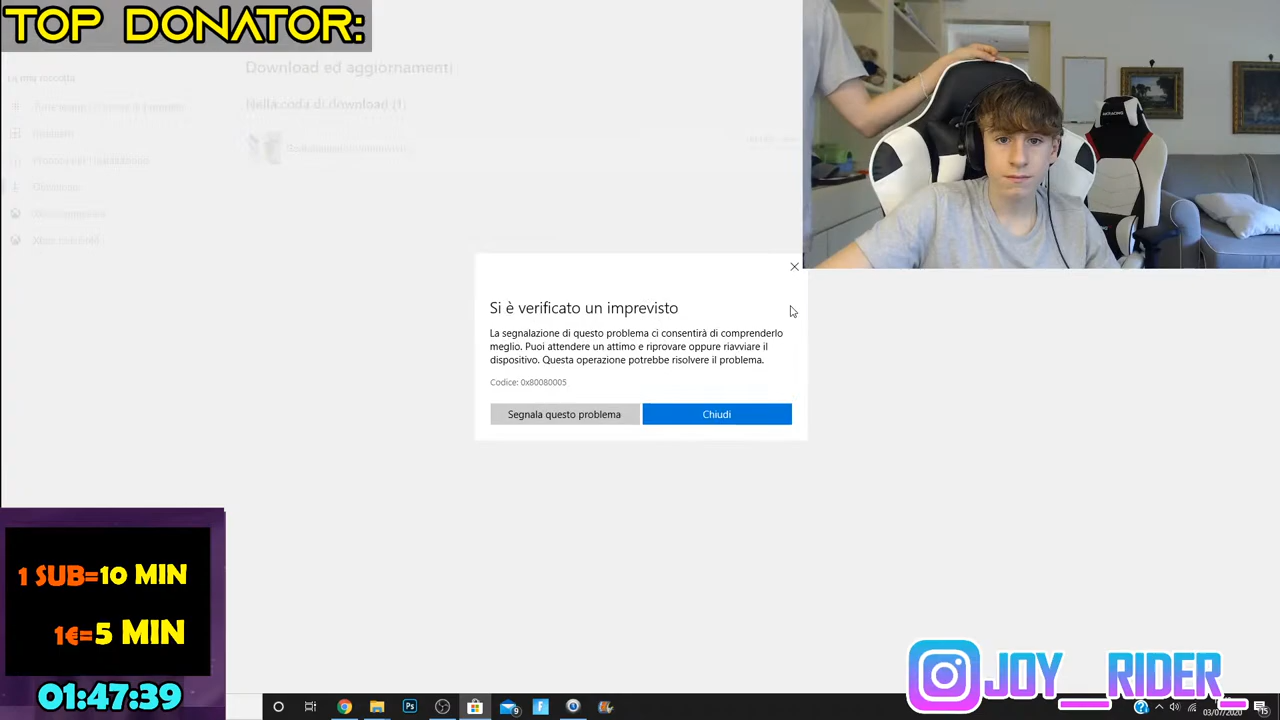 TOP DONATOR:
Download ed aggiornamenti
Nella coda di download (1)
Si è verificato un imprevisto
La segnalazione di questo problema ci consentirà di comprenderlo
meglio. Puoi attendere un attimo e riprovare oppure riavviare il
dispositivo. Questa operazione potrebbe risolvere il problema.
Codice: 0x80080005
Segnala questo problema
Chiudi
1 SUB=10 MIN
1€=5 MIN
01:47:39
JOY__RIDER_
03/07/2020